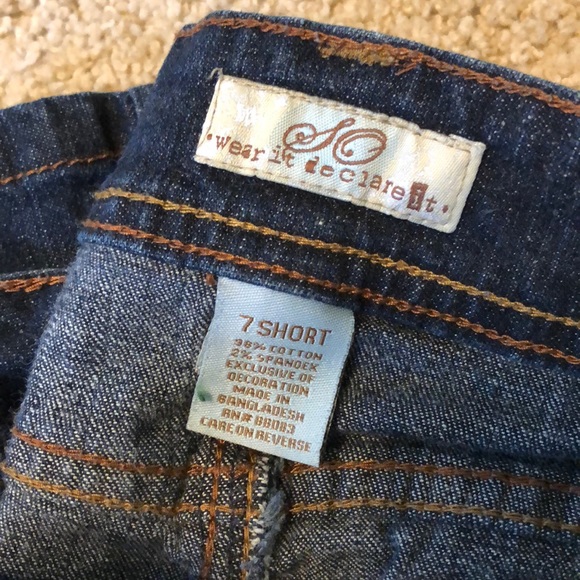 SO
·wear it declare it·
7 SHORT
98% COTTON
2% SPANDEX
EXCLUSIVE OF
DECORATION
MADE IN
BANGLADESH
RN# 88083
CARE ON REVERSE